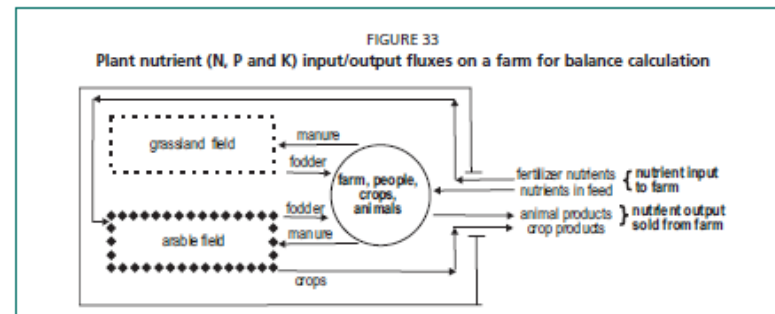 FIGURE 33
Plant nutrient (N, P and K) input/output fluxes on a farm for balance calculation
grassland field
manure
fodder
farm, people,
crops,
animals
fertilizer nutrients
nutrients in feed
nutrient input
to farm
fodder
manure
arable field
animal products
crop products
nutrient output
sold from farm
crops